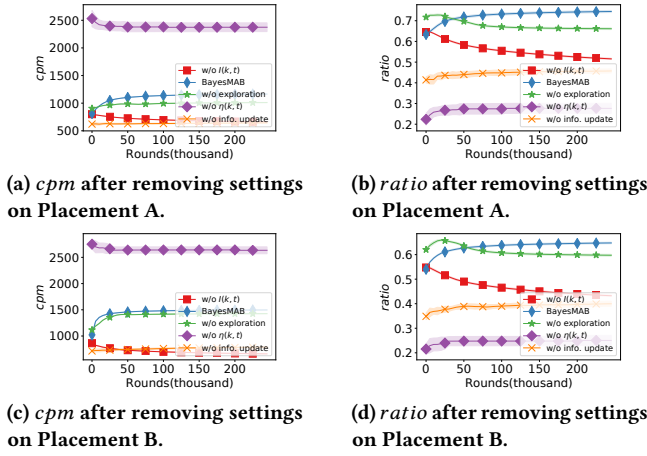 2500
2000
1500
1000
500
cpm
w/o I(k, t)
BayesMAB
w/o exploration
w/o η(k, t)
w/o info. update
0 50 100 150 200
Rounds(thousand)
(a) cpm after removing settings
on Placement A.
0.7
0.6
0.5
0.4
0.3
0.2
ratio
w/o I(k, t)
BayesMAB
w/o exploration
w/o η(k, t)
w/o info. update
0 50 100 150 200
Rounds(thousand)
(b) ratio after removing settings
on Placement A.
2500
2000
1500
1000
cpm
w/o I(k, t)
BayesMAB
w/o exploration
w/o η(k, t)
w/o info. update
0 50 100 150 200
Rounds(thousand)
(c) cpm after removing settings
on Placement B.
0.6
0.5
0.4
0.3
0.2
ratio
w/o I(k, t)
BayesMAB
w/o exploration
w/o η(k, t)
w/o info. update
0 50 100 150 200
Rounds(thousand)
(d) ratio after removing settings
on Placement B.